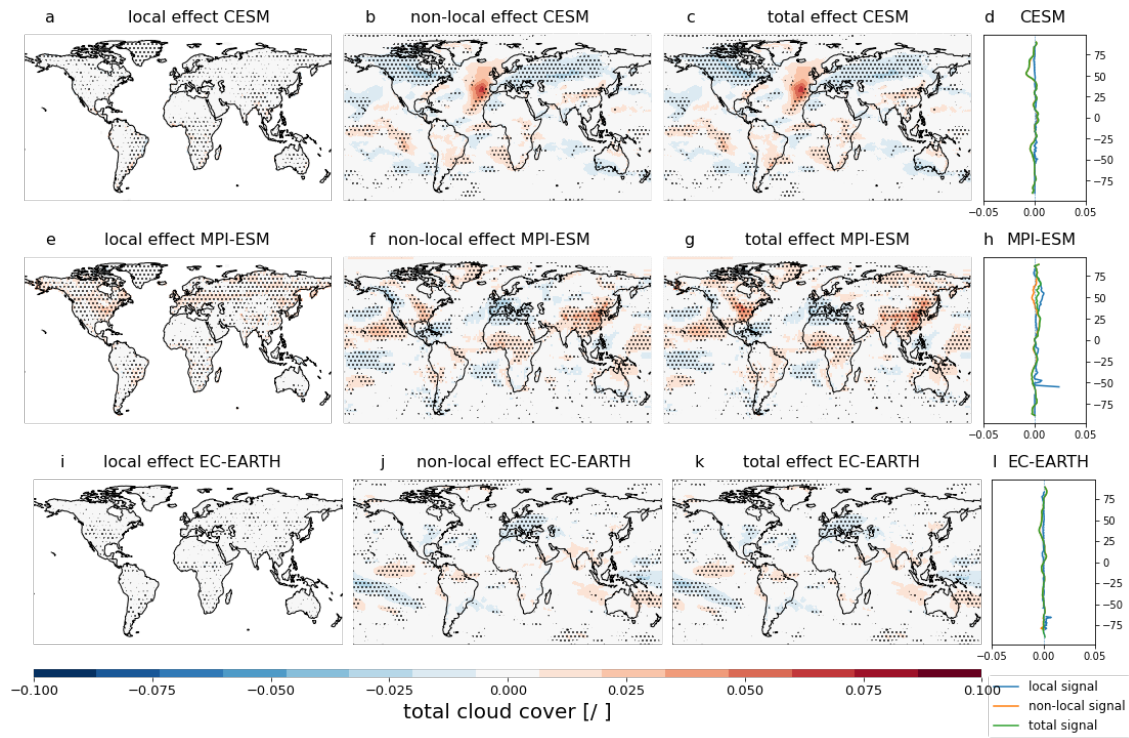 a local effect CESM b non-local effect CESM c total effect CESM d CESM
75
50
25
0
−25
−50
−75
−0.05 0.00 0.05
e local effect MPI-ESM f non-local effect MPI-ESM g total effect MPI-ESM h MPI-ESM
75
50
25
0
−25
−50
−75
−0.05 0.00 0.05
i local effect EC-EARTH j non-local effect EC-EARTH k total effect EC-EARTH l EC-EARTH
75
50
25
0
−25
−50
−75
−0.05 0.00 0.05
−0.100 −0.075 −0.050 −0.025 0.000 0.025 0.050 0.075 0.100
total cloud cover [/ ]
local signal
non-local signal
total signal